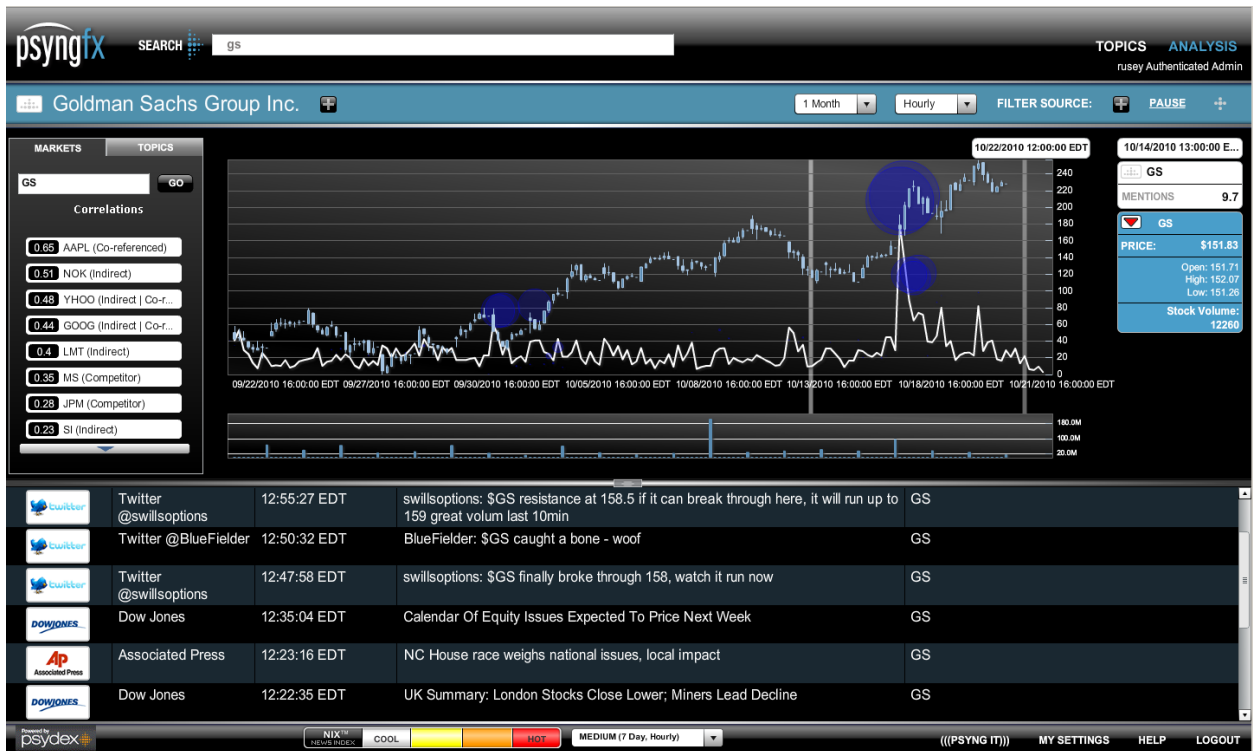 psyngfx SEARCH gs TOPICS ANALYSIS
rusey Authenticated Admin
Goldman Sachs Group Inc. 1 Month Hourly FILTER SOURCE: PAUSE
MARKETS TOPICS
GS GO
Correlations
0.65 AAPL (Co-referenced)
0.51 NOK (Indirect)
0.48 YHOO (Indirect | Co-r...
0.44 GOOG (Indirect | Co-r...
0.4 LMT (Indirect)
0.35 MS (Competitor)
0.28 JPM (Competitor)
0.23 SI (Indirect)
10/22/2010 12:00:00 EDT
240
220
200
180
160
140
120
100
80
60
40
20
0
09/22/2010 16:00:00 EDT 09/27/2010 16:00:00 EDT 09/30/2010 16:00:00 EDT 10/05/2010 16:00:00 EDT 10/08/2010 16:00:00 EDT 10/13/2010 16:00:00 EDT 10/18/2010 16:00:00 EDT 10/21/2010 16:00:00 EDT
180.0M
100.0M
20.0M
10/14/2010 13:00:00 E...
GS
MENTIONS 9.7
GS
PRICE: $151.83
Open: 151.71
High: 152.07
Low: 151.26
Stock Volume:
12260
twitter Twitter 12:55:27 EDT swillsoptions: $GS resistance at 158.5 if it can break through here, it will run up to GS
@swillsoptions 159 great volum last 10min
twitter Twitter @BlueFielder 12:50:32 EDT BlueFielder: $GS caught a bone - woof GS
twitter Twitter 12:47:58 EDT swillsoptions: $GS finally broke through 158, watch it run now GS
@swillsoptions
DOWJONES Dow Jones 12:35:04 EDT Calendar Of Equity Issues Expected To Price Next Week GS
AP Associated Press Associated Press 12:23:16 EDT NC House race weighs national issues, local impact GS
DOWJONES Dow Jones 12:22:35 EDT UK Summary: London Stocks Close Lower; Miners Lead Decline GS
Powered by
psydex
NIX™
NEWS INDEX COOL HOT MEDIUM (7 Day, Hourly) (((PSYNG IT))) MY SETTINGS HELP LOGOUT